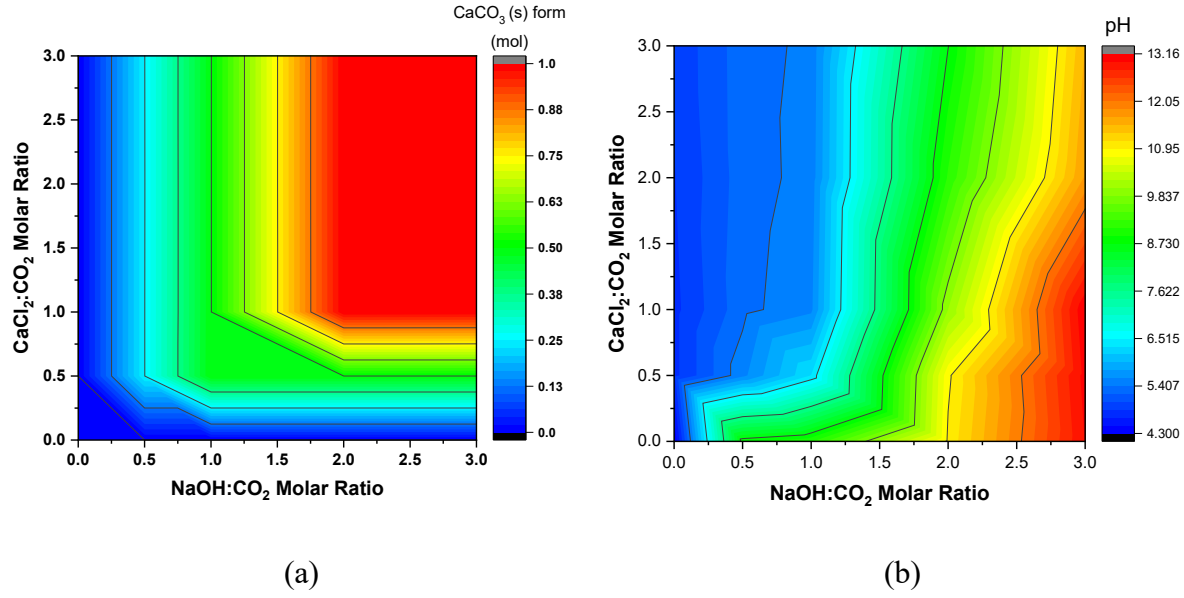 CaCO3 (s) form
(mol)
3.0
2.5
2.0
1.5
1.0
0.5
0.0
CaCl2:CO2 Molar Ratio
0.0 0.5 1.0 1.5 2.0 2.5 3.0
NaOH:CO2 Molar Ratio
1.0
0.88
0.75
0.63
0.50
0.38
0.25
0.13
0.0
(a)
pH
3.0
2.5
2.0
1.5
1.0
0.5
0.0
CaCl2:CO2 Molar Ratio
0.0 0.5 1.0 1.5 2.0 2.5 3.0
NaOH:CO2 Molar Ratio
13.16
12.05
10.95
9.837
8.730
7.622
6.515
5.407
4.300
(b)